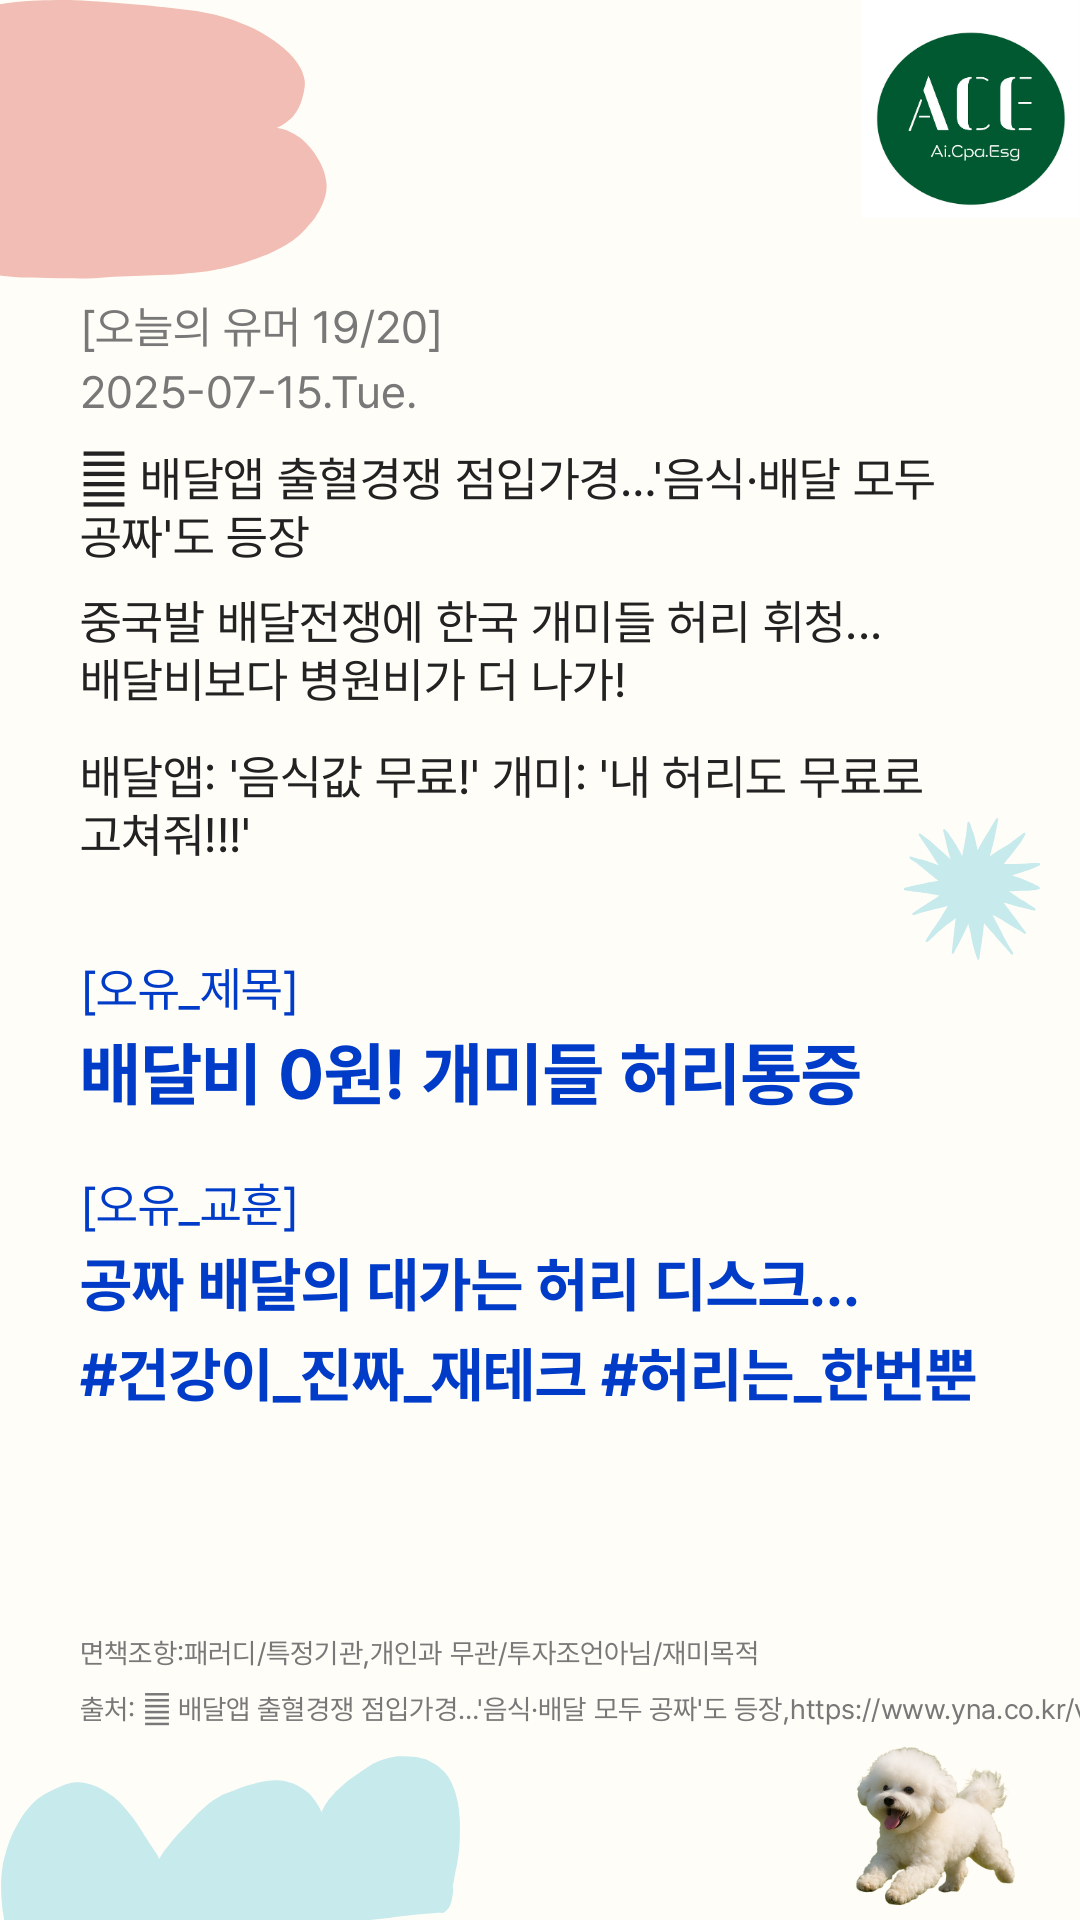 ACE
Ai.Cpa.Esg
[오늘의 유머 19/20]
2025-07-15.Tue.
배달앱 출혈경쟁 점입가경...'음식·배달 모두
공짜'도 등장
중국발 배달전쟁에 한국 개미들 허리 휘청...
배달비보다 병원비가 더 나가!
배달앱: '음식값 무료!' 개미: '내 허리도 무료로
고쳐줘!!!'
[오유_제목]
배달비 0원! 개미들 허리통증
[오유_교훈]
공짜 배달의 대가는 허리 디스크...
#건강이_진짜_재테크 #허리는_한번뿐
면책조항:패러디/특정기관,개인과 무관/투자조언아님/재미목적
출처: 배달앱 출혈경쟁 점입가경...'음식·배달 모두 공짜'도 등장,https://www.yna.co.kr/